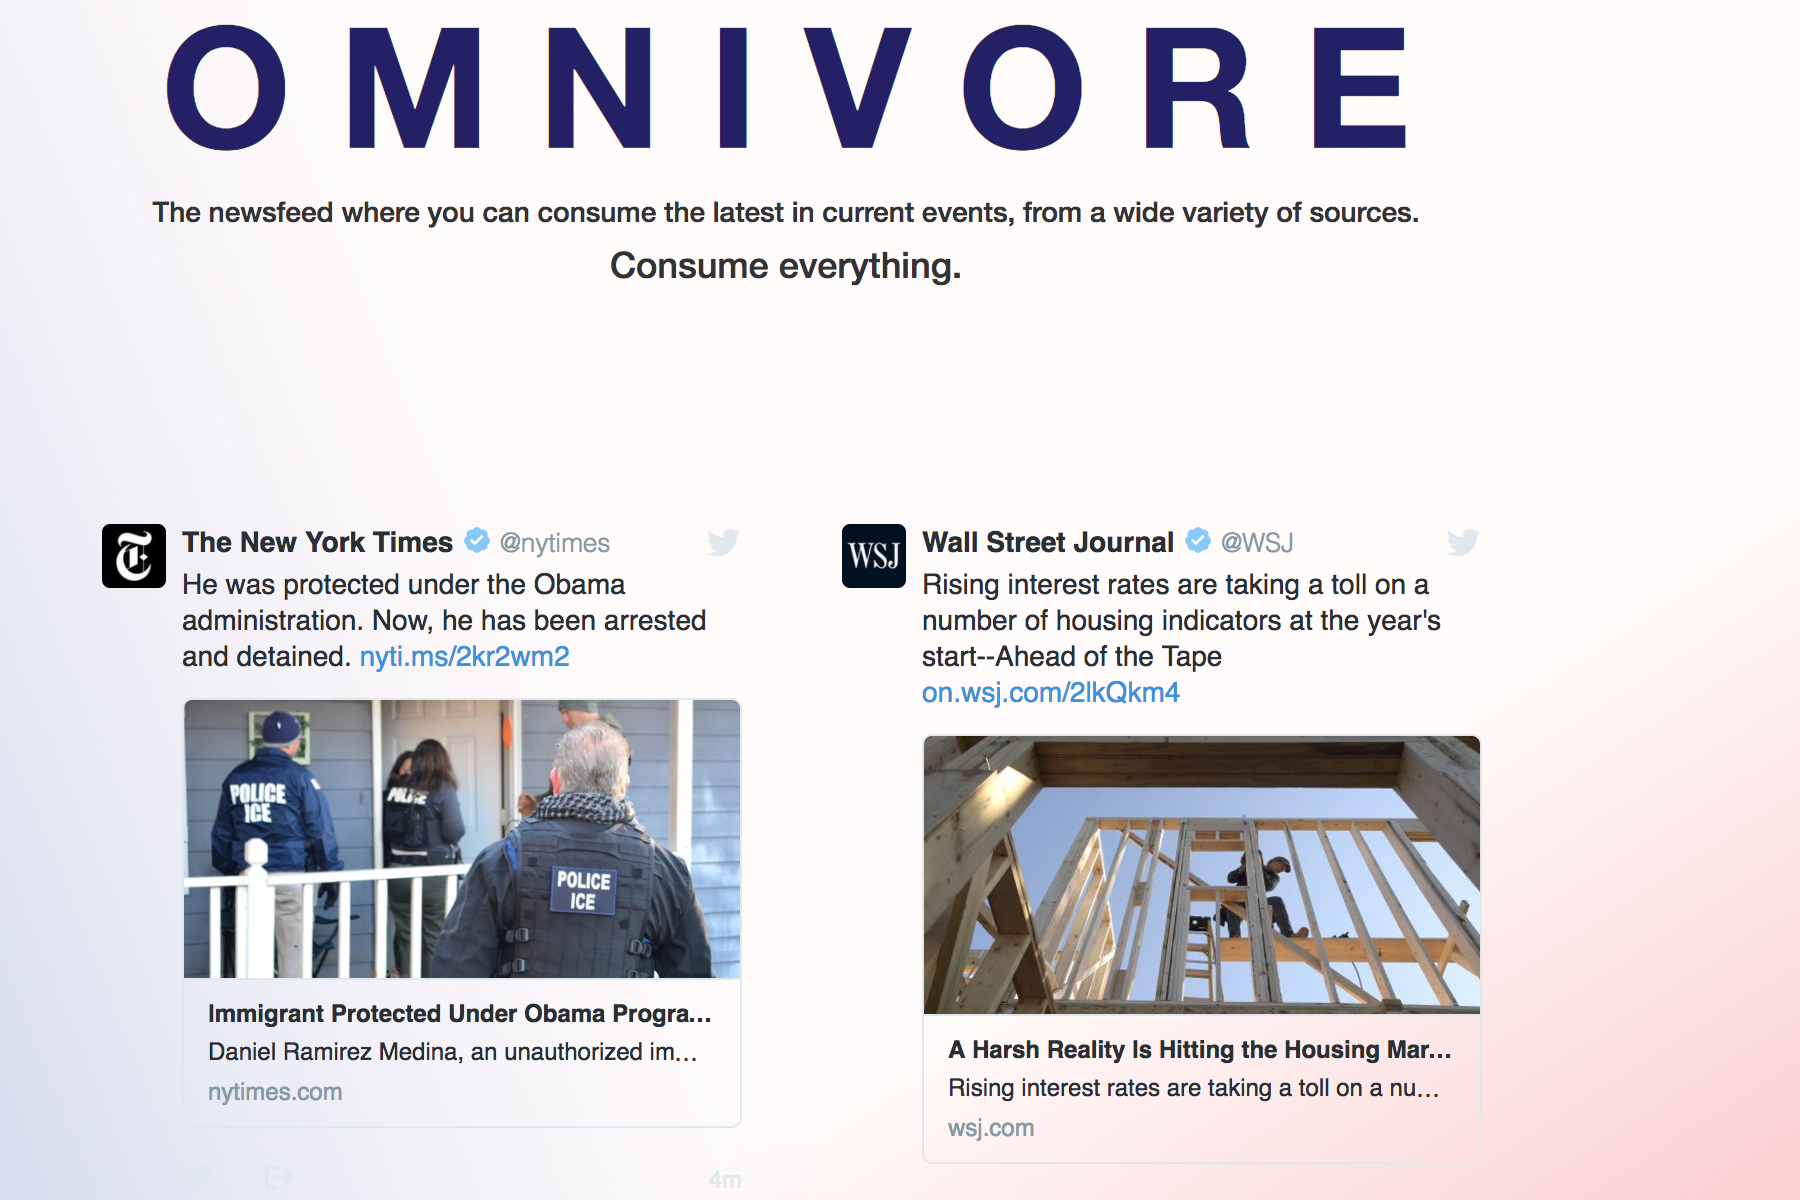 OMNIVORE
The newsfeed where you can consume the latest in current events, from a wide variety of sources.
Consume everything.
The New York Times @nytimes
He was protected under the Obama
administration. Now, he has been arrested
and detained. nyti.ms/2kr2wm2
POLICE
ICE
POLICE
POLICE
ICE
Immigrant Protected Under Obama Progra...
Daniel Ramirez Medina, an unauthorized im...
nytimes.com
4m
WSJ
Wall Street Journal @WSJ
Rising interest rates are taking a toll on a
number of housing indicators at the year's
start--Ahead of the Tape
on.wsj.com/2lkQkm4
A Harsh Reality Is Hitting the Housing Mar...
Rising interest rates are taking a toll on a nu...
wsj.com